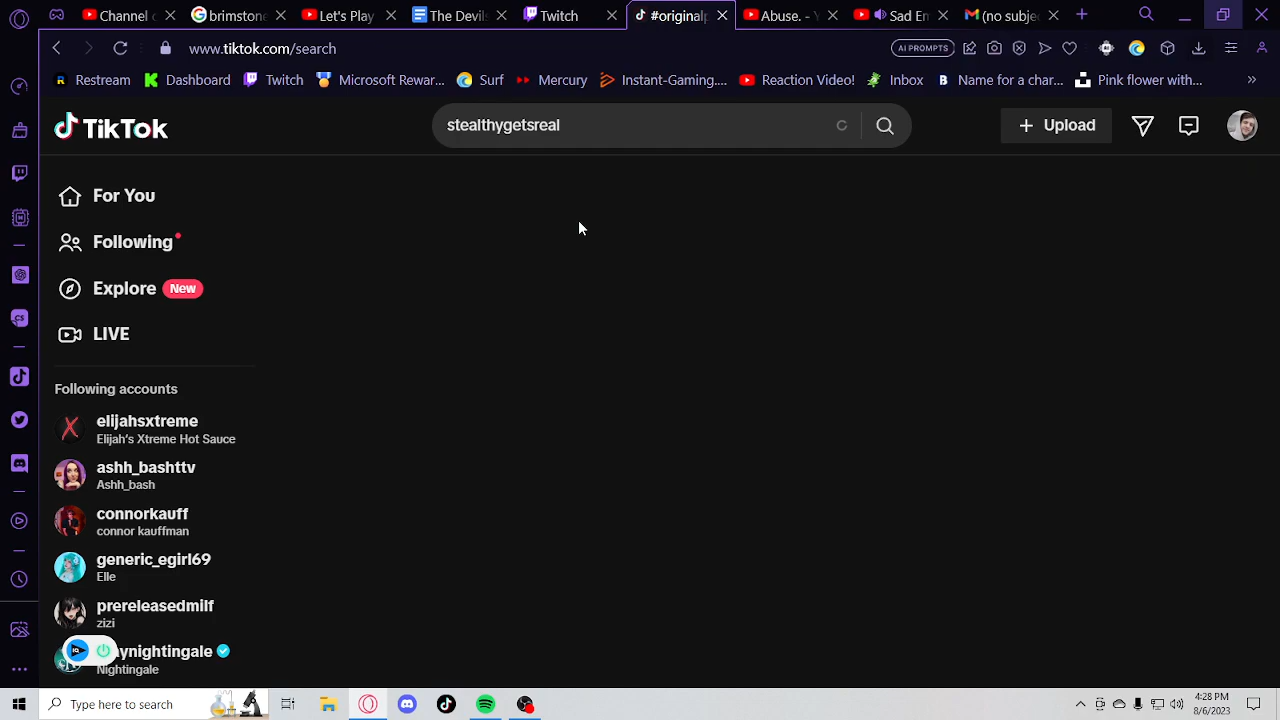 Channel c
brimstone
Let's Play
The Devils
Twitch
#originalp
Abuse. - Y
Sad En
(no subje
www.tiktok.com/search
AI PROMPTS
Restream
Dashboard
Twitch
Microsoft Rewar...
Surf
Mercury
Instant-Gaming....
Reaction Video!
Inbox
Name for a char...
Pink flower with...
TikTok
stealthygetsreal
Upload
For You
Following
Explore New
LIVE
Following accounts
elijahsxtreme
Elijah's Xtreme Hot Sauce
ashh_bashttv
Ashh_bash
connorkauff
connor kauffman
generic_egirl69
Elle
prereleasedmilf
zizi
ynightingale
Nightingale
Type here to search
4:28 PM
8/6/2023